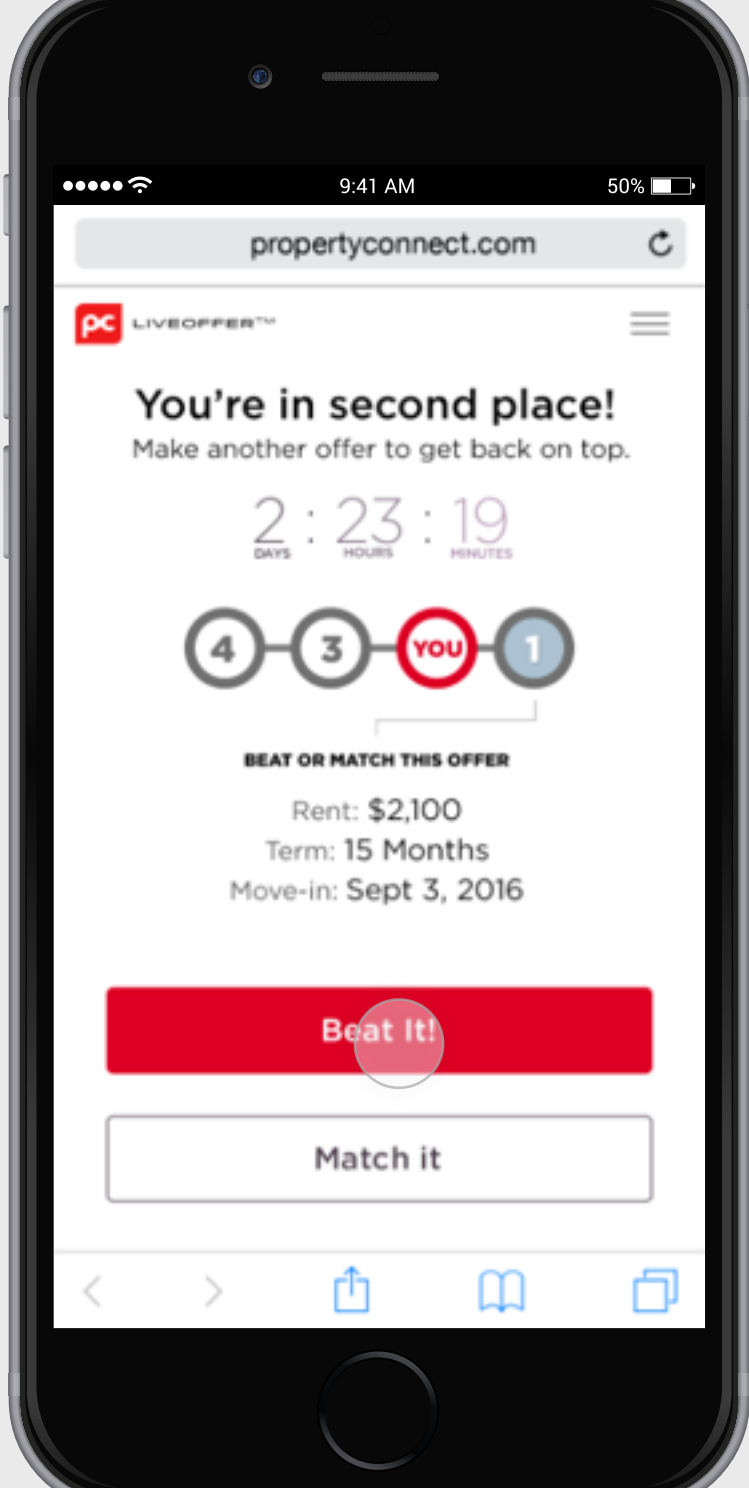 9:41 AM 50%
propertyconnect.com
pc LIVEOFFER™
You're in second place!
Make another offer to get back on top.
2 : 23 : 19
DAYS HOURS MINUTES
4 3 YOU 1
BEAT OR MATCH THIS OFFER
Rent: $2,100
Term: 15 Months
Move-in: Sept 3, 2016
Beat It!
Match it